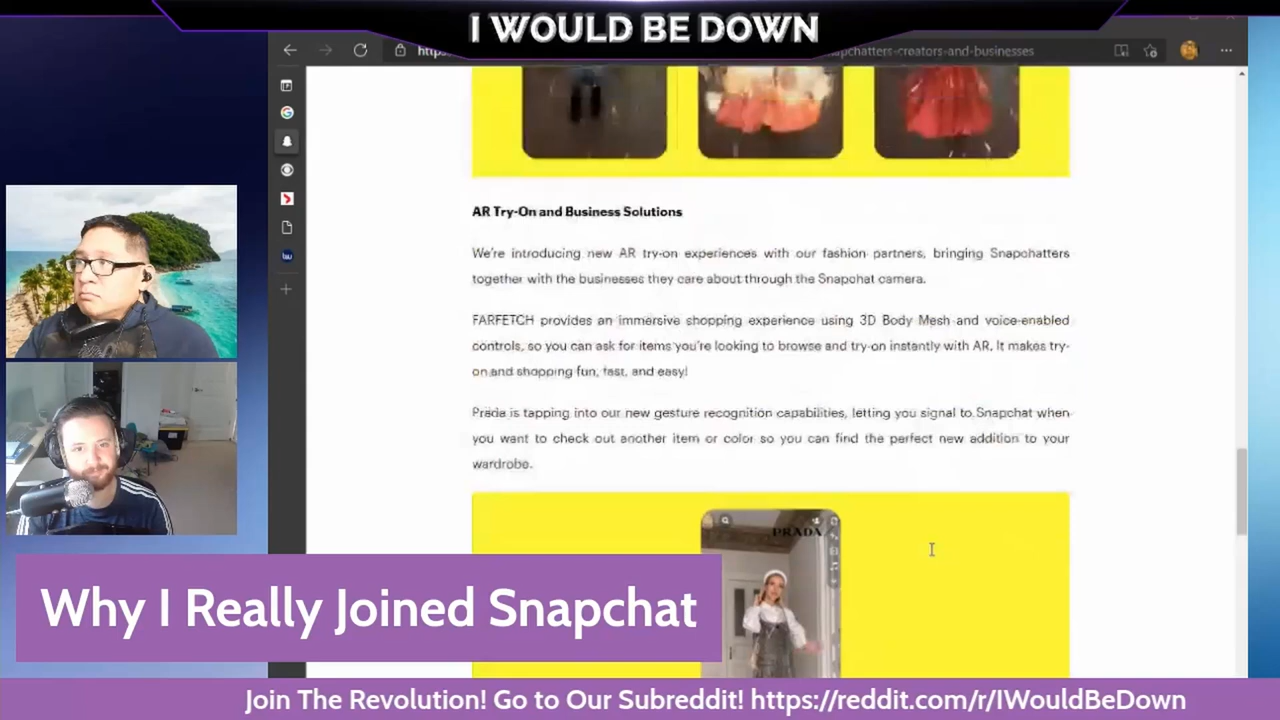 I WOULD BE DOWN
apchatters-creators-and-businesses
AR Try-On and Business Solutions
We're introducing new AR try-on experiences with our fashion partners, bringing Snapchatters
together with the businesses they care about through the Snapchat camera.
FARFETCH provides an immersive shopping experience using 3D Body Mesh and voice-enabled
controls, so you can ask for items you're looking to browse and try-on instantly with AR. It makes try-
on and shopping fun, fast, and easy!
Prada is tapping into our new gesture recognition capabilities, letting you signal to Snapchat when
you want to check out another item or color so you can find the perfect new addition to your
wardrobe.
PRADA
Why I Really Joined Snapchat
Join The Revolution! Go to Our Subreddit! https://reddit.com/r/IWouldBeDown